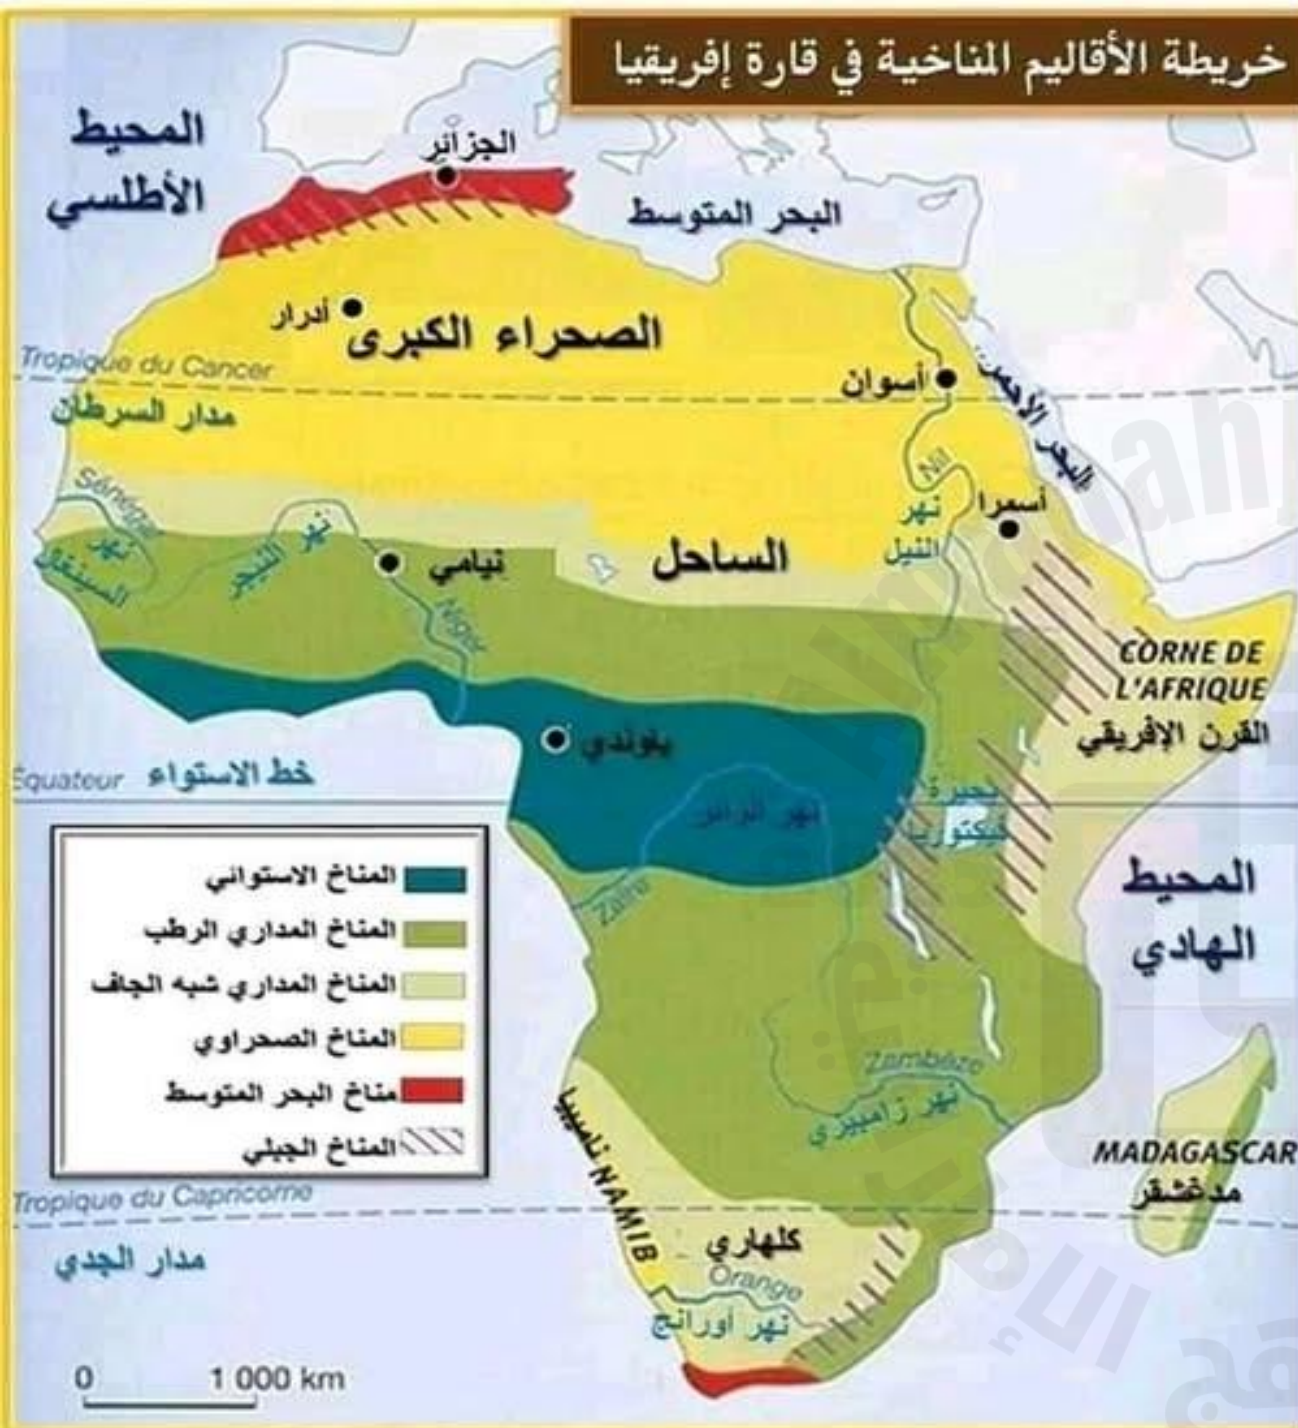 خريطة الأقاليم المناخية في قارة إفريقيا
المحيط
الأطلسي
الجزائر
البحر المتوسط
أدرار
الصحراء الكبرى
Tropique du Cancer
مدار السرطان
أسوان
البحر الأحمر
Nil
نهر
النيل
أسمرا
Sénégal
نهر
السينغال
نهر النيجر
Niger
نيامي
الساحل
CORNE DE
L'AFRIQUE
القرن الإفريقي
ياوندي
Équateur
خط الاستواء
نهر الزائر
Zaïre
بحيرة
فيكتوريا
المحيط
الهادي
المناخ الاستوائي
المناخ المداري الرطب
المناخ المداري شبه الجاف
المناخ الصحراوي
مناخ البحر المتوسط
المناخ الجبلي
Zambèze
نهر زامبيزي
ناميبيا NAMIB
MADAGASCAR
مدغشقر
Tropique du Capricorne
مدار الجدي
كلهاري
Orange
نهر أورانج
0 1 000 km